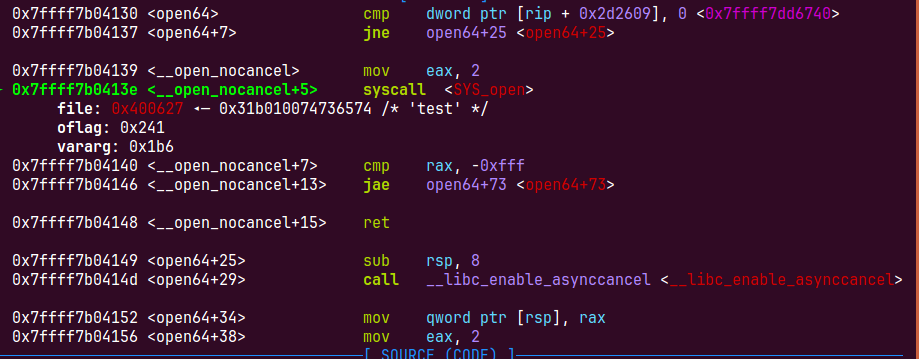 0x7ffff7b04130 <open64> cmp dword ptr [rip + 0x2d2609], 0 <0x7ffff7dd6740>
0x7ffff7b04137 <open64+7> jne open64+25 <open64+25>
0x7ffff7b04139 <__open_nocancel> mov eax, 2
0x7ffff7b0413e <__open_nocancel+5> syscall <SYS_open>
file: 0x400627 ◂— 0x31b010074736574 /* 'test' */
oflag: 0x241
vararg: 0x1b6
0x7ffff7b04140 <__open_nocancel+7> cmp rax, -0xfff
0x7ffff7b04146 <__open_nocancel+13> jae open64+73 <open64+73>
0x7ffff7b04148 <__open_nocancel+15> ret
0x7ffff7b04149 <open64+25> sub rsp, 8
0x7ffff7b0414d <open64+29> call __libc_enable_asynccancel <__libc_enable_asynccancel>
0x7ffff7b04152 <open64+34> mov qword ptr [rsp], rax
0x7ffff7b04156 <open64+38> mov eax, 2
[ SOURCE (CODE) ]